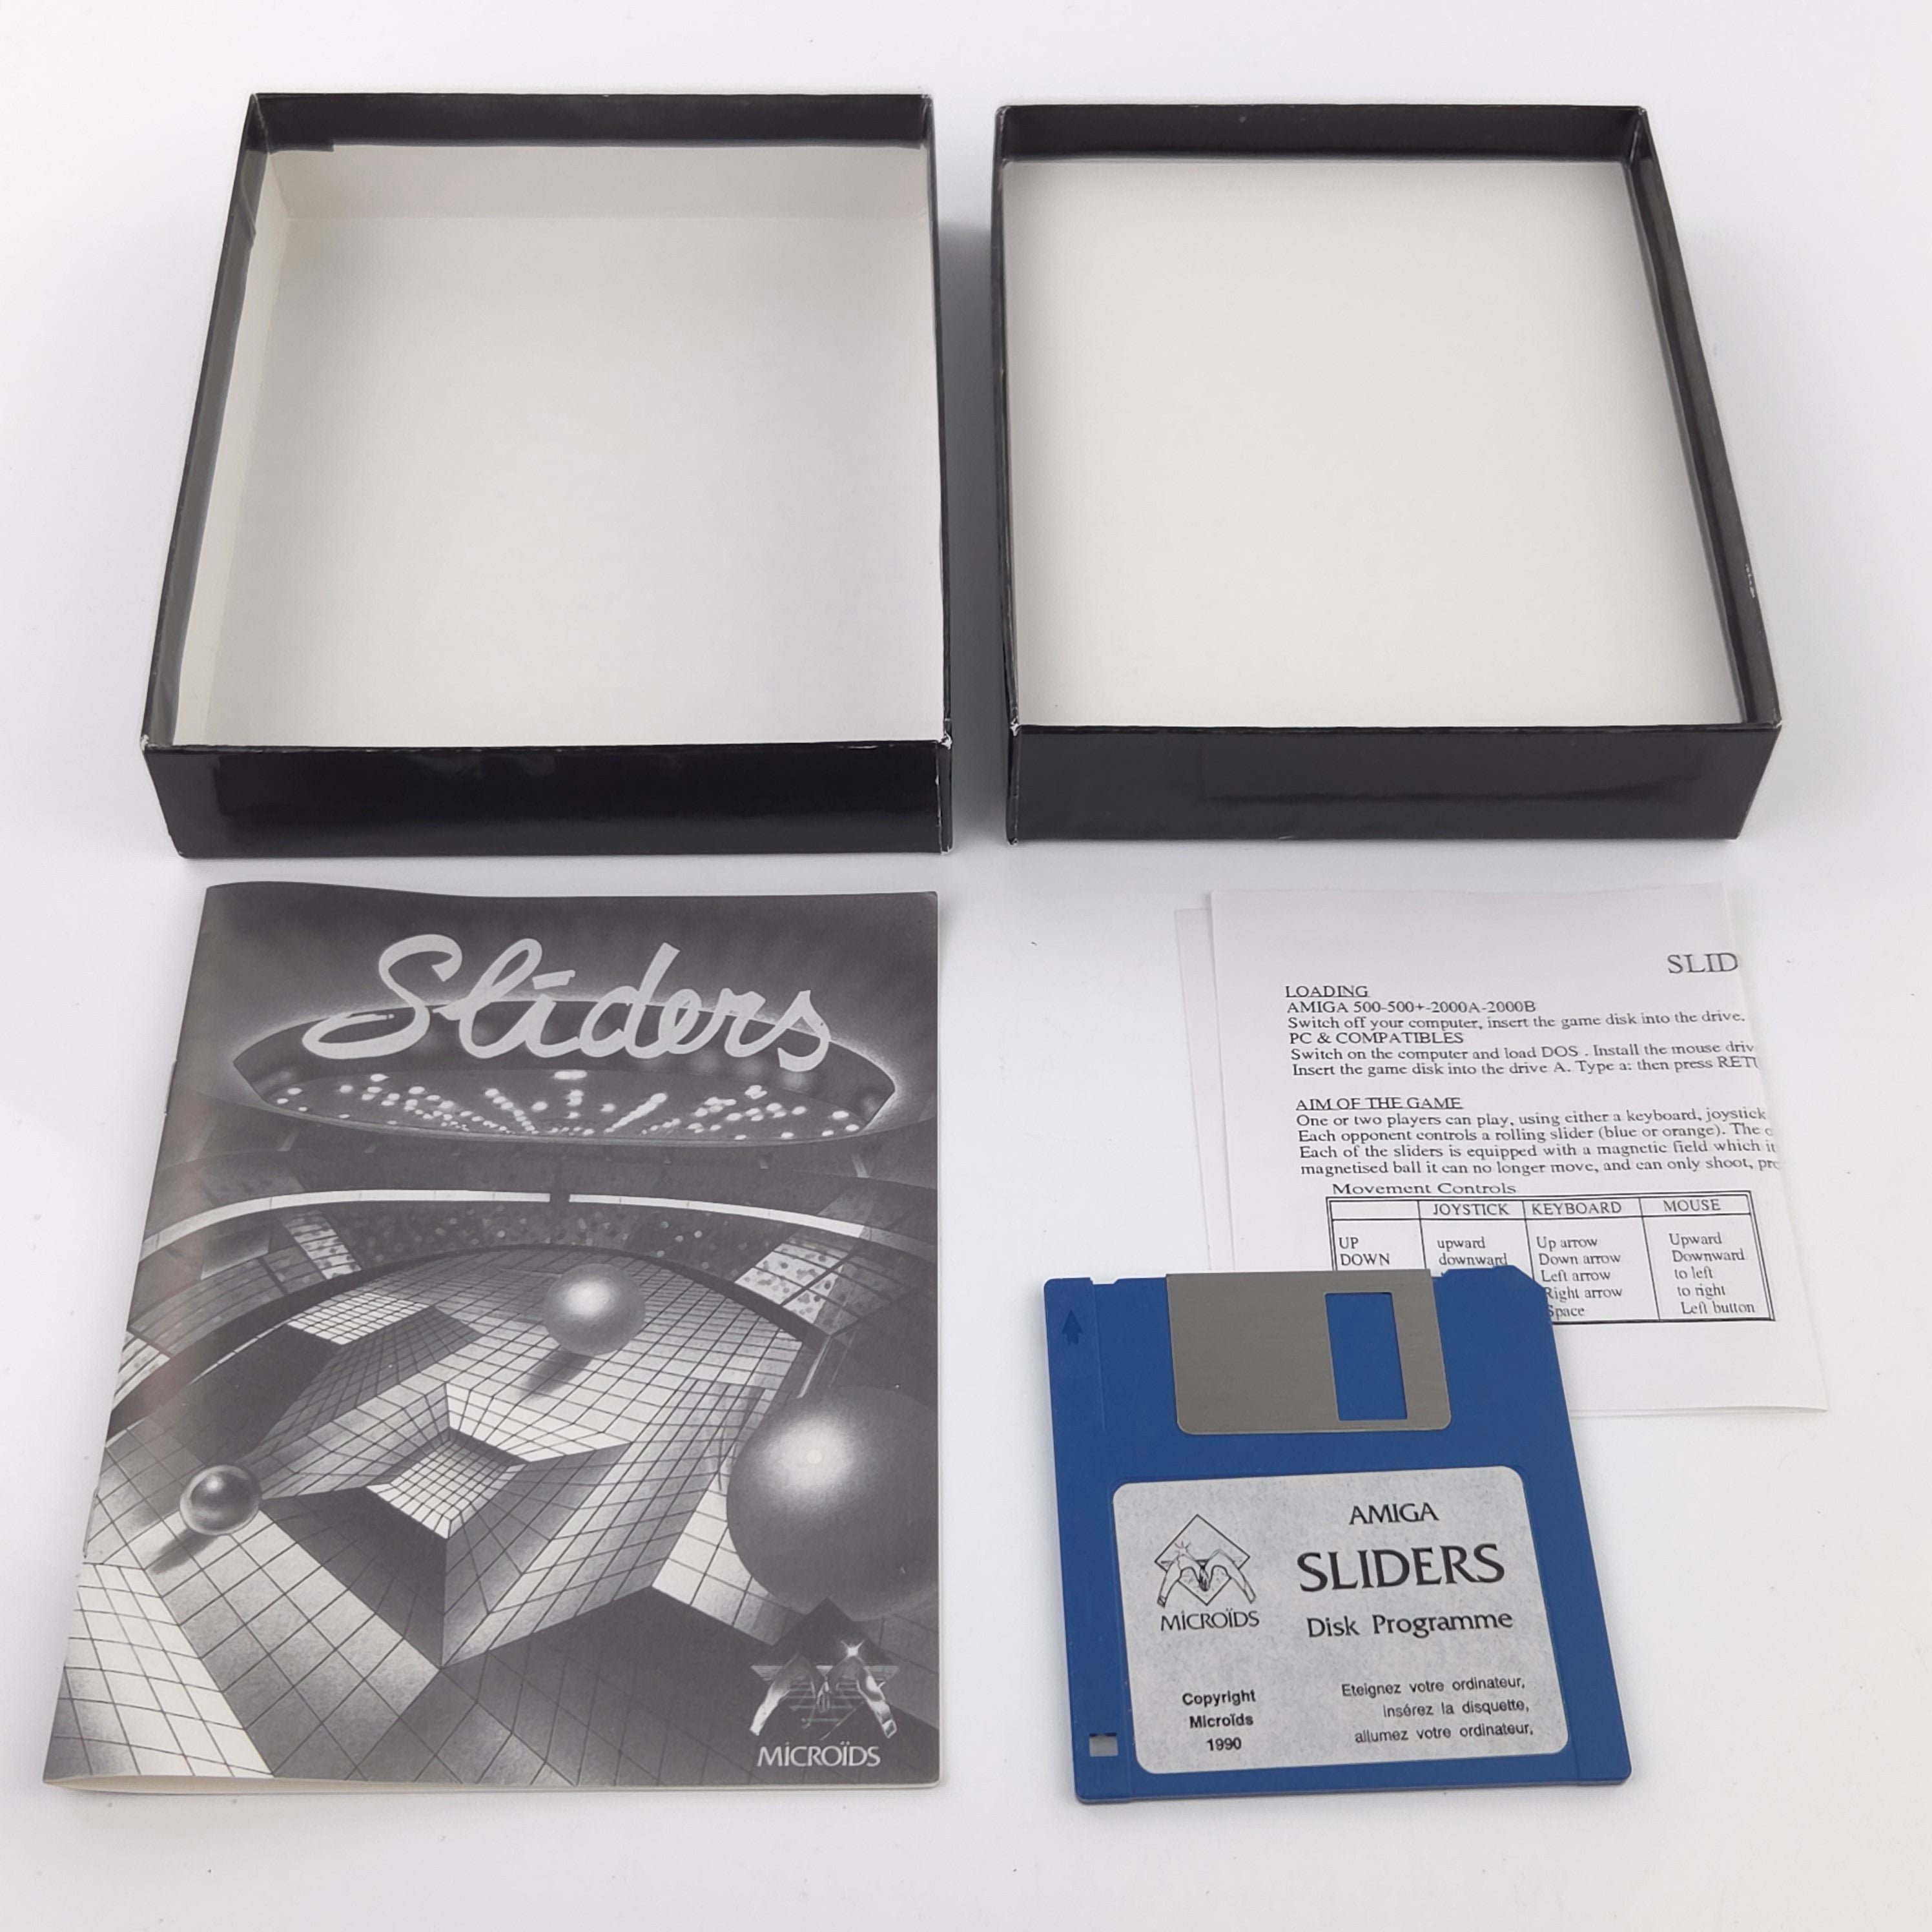 Sliders
MICROÏDS
SLID
LOADING
AMIGA 500-500+-2000A-2000B
Switch off your computer, insert the game disk into the drive.
PC & COMPATIBLES
Switch on the computer and load DOS . Install the mouse driv
Insert the game disk into the drive A. Type a: then press RETU
AIM OF THE GAME
One or two players can play, using either a keyboard, joystick
Each opponent controls a rolling slider (blue or orange). The
Each of the sliders is equipped with a magnetic field which
magnetised ball it can no longer move, and can only shoot,
Movement Controls
JOYSTICK KEYBOARD MOUSE
UP upward Up arrow Upward
DOWN downward Down arrow Downward
Left arrow to left
Right arrow to right
Space Left button
AMIGA
SLIDERS
Disk Programme
MICROÏDS
Copyright
Microïds
1990
Eteignez votre ordinateur,
insérez la disquette,
allumez votre ordinateur,